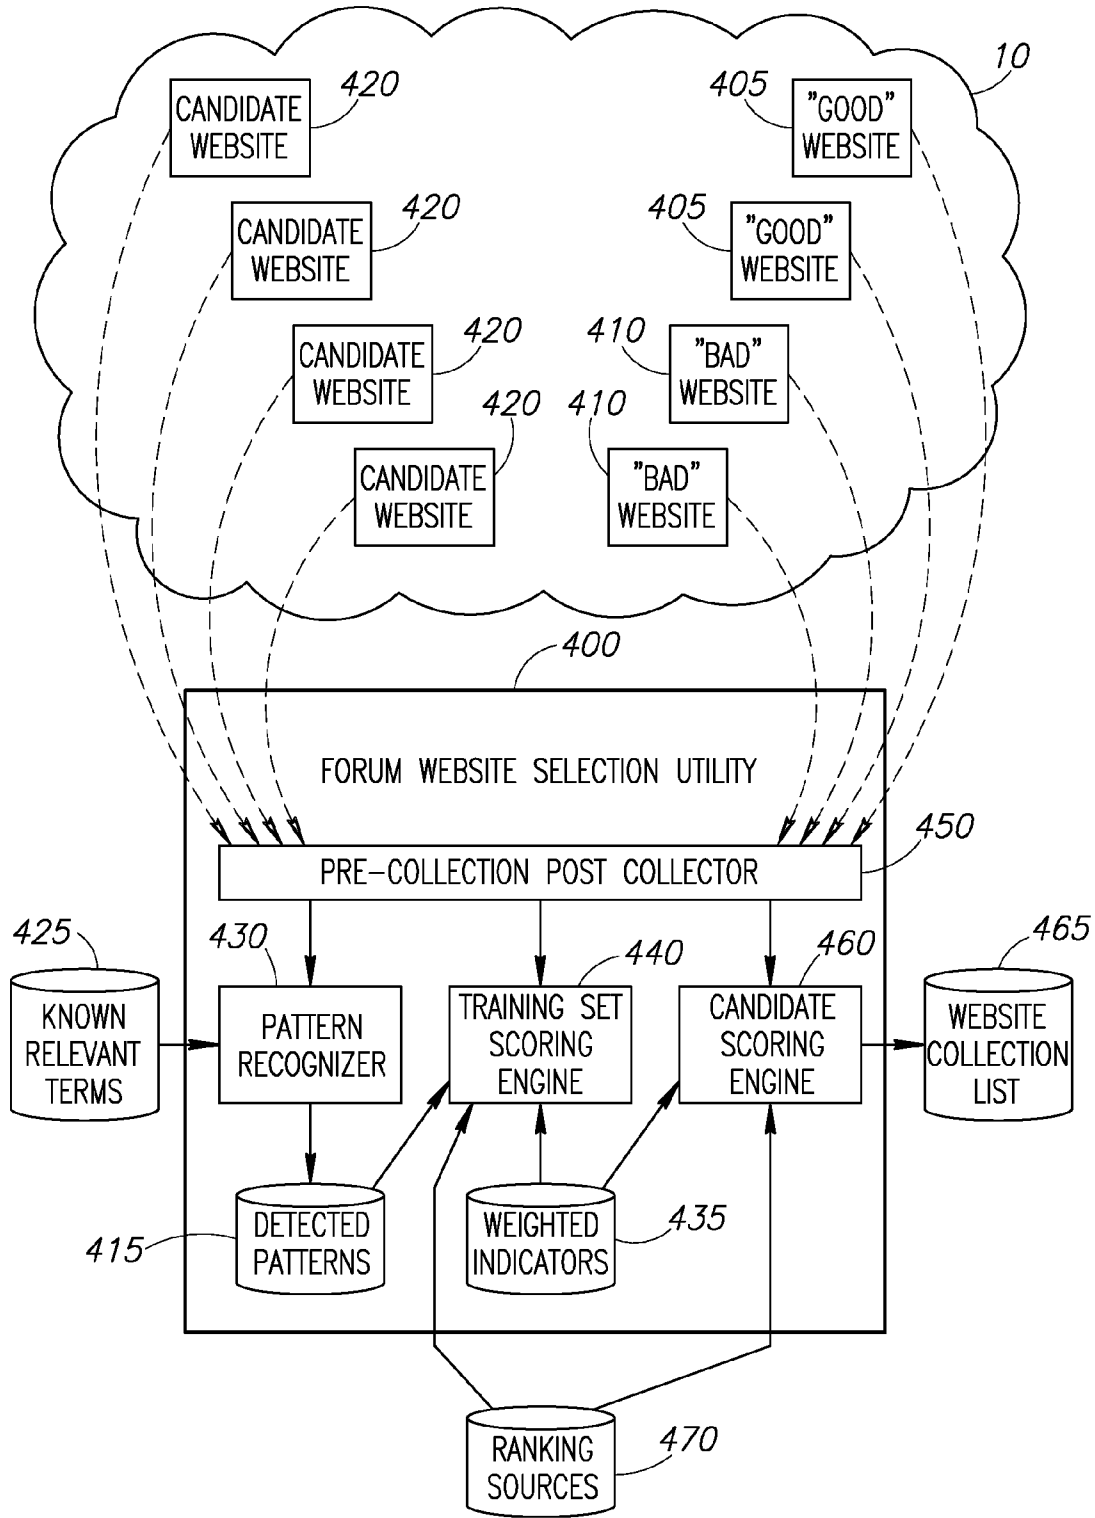 10
420
CANDIDATE
WEBSITE
405
"GOOD"
WEBSITE
420
CANDIDATE
WEBSITE
405
"GOOD"
WEBSITE
420
CANDIDATE
WEBSITE
410
"BAD"
WEBSITE
420
CANDIDATE
WEBSITE
410
"BAD"
WEBSITE
400
FORUM WEBSITE SELECTION UTILITY
450
PRE-COLLECTION POST COLLECTOR
425
KNOWN
RELEVANT
TERMS
430
PATTERN
RECOGNIZER
440
TRAINING SET
SCORING
ENGINE
460
CANDIDATE
SCORING
ENGINE
465
WEBSITE
COLLECTION
LIST
415
DETECTED
PATTERNS
WEIGHTED
INDICATORS
435
RANKING
SOURCES
470